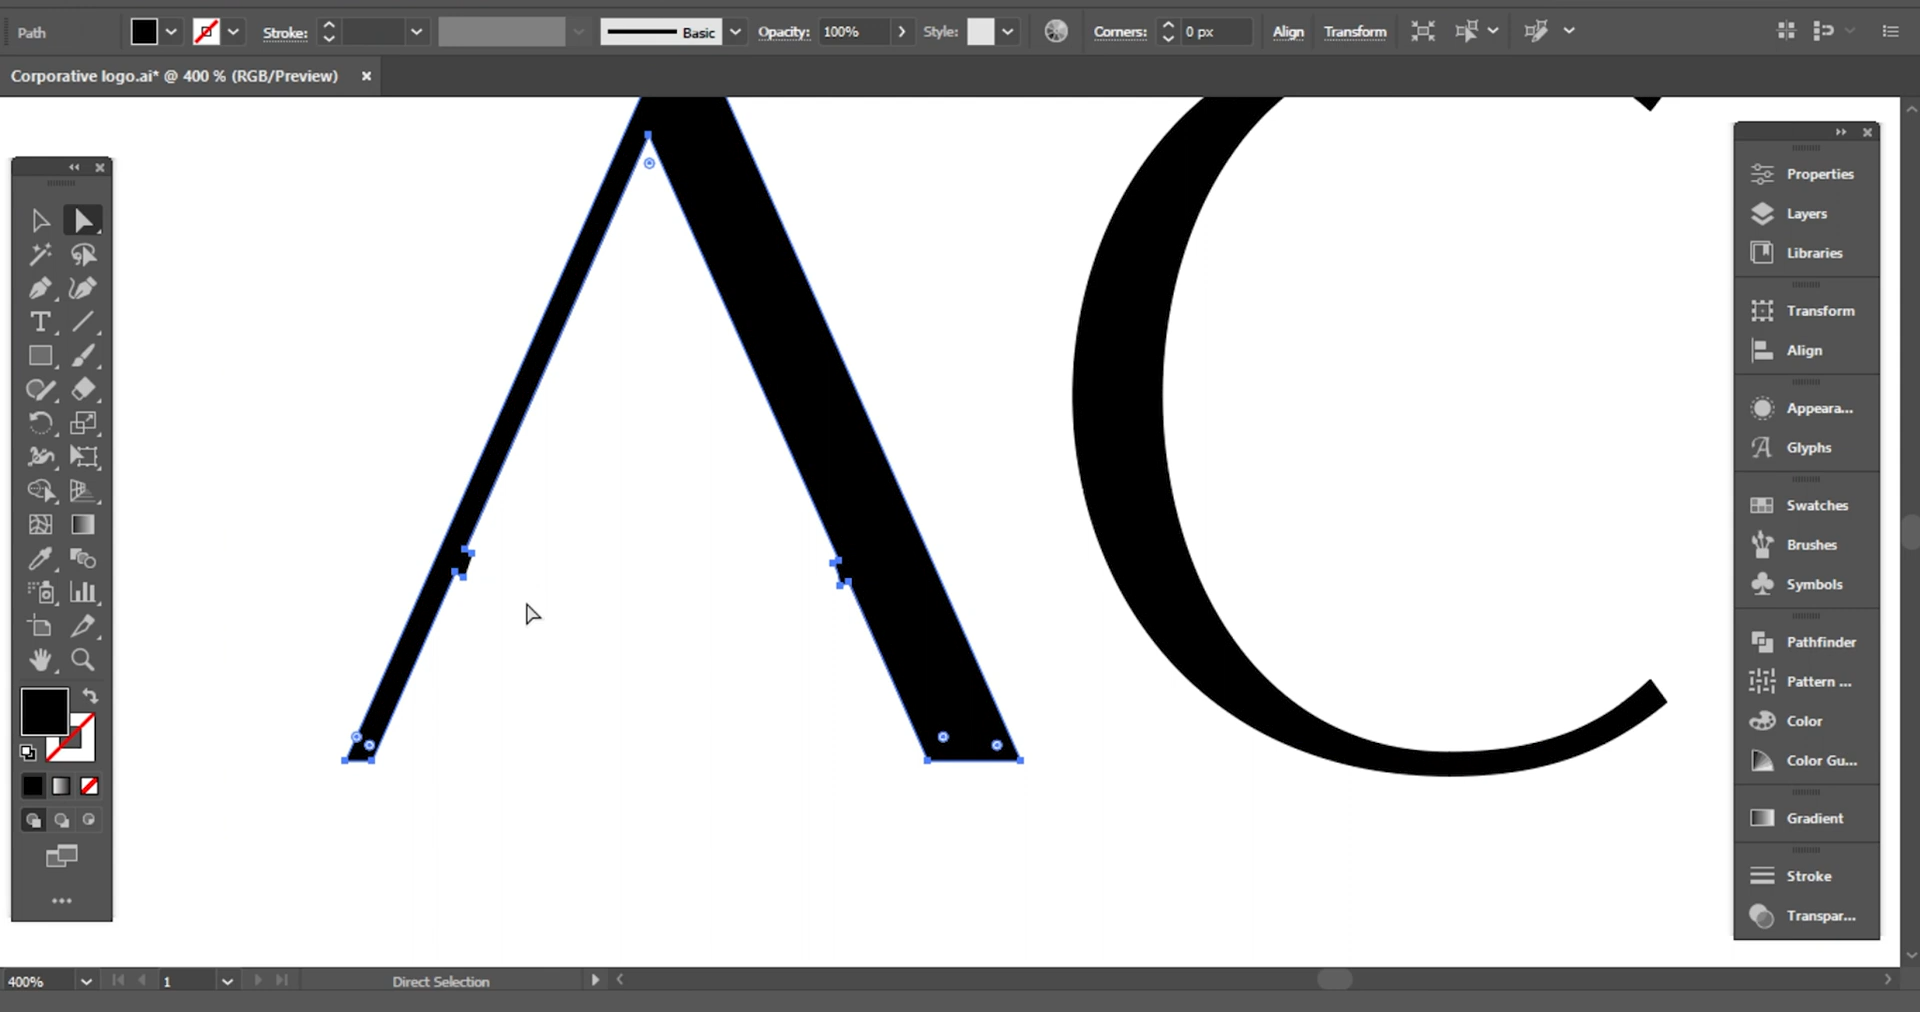 Path
Stroke:
Basic
Opacity: 100%
Style:
Corners: 0 px
Align
Transform
Corporative logo.ai* @ 400 % (RGB/Preview)
C
Properties
Layers
Libraries
Transform
Align
Appeara...
Glyphs
Swatches
Brushes
Symbols
Pathfinder
Pattern ...
Color
Color Gu...
Gradient
Stroke
Transpar...
400%
1
Direct Selection